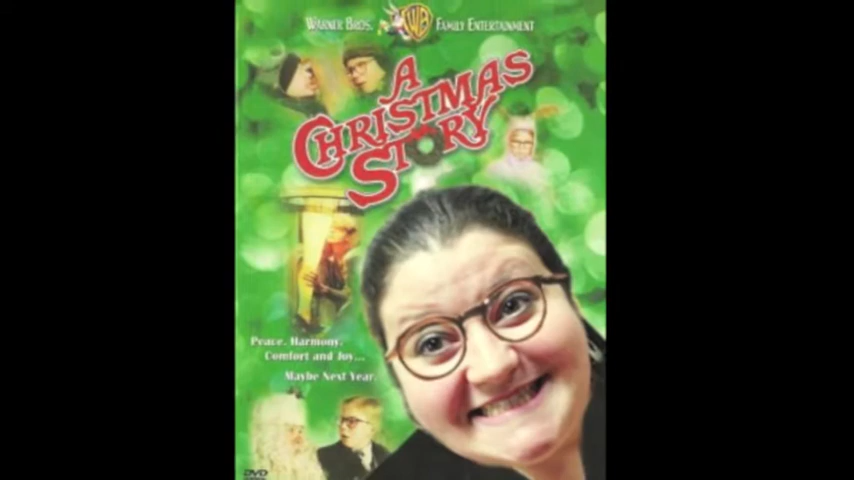 WARNER BROS. WB FAMILY ENTERTAINMENT
A
CHRISTMAS
STORY
Peace. Harmony.
Comfort and Joy...
Maybe Next Year.
DVD